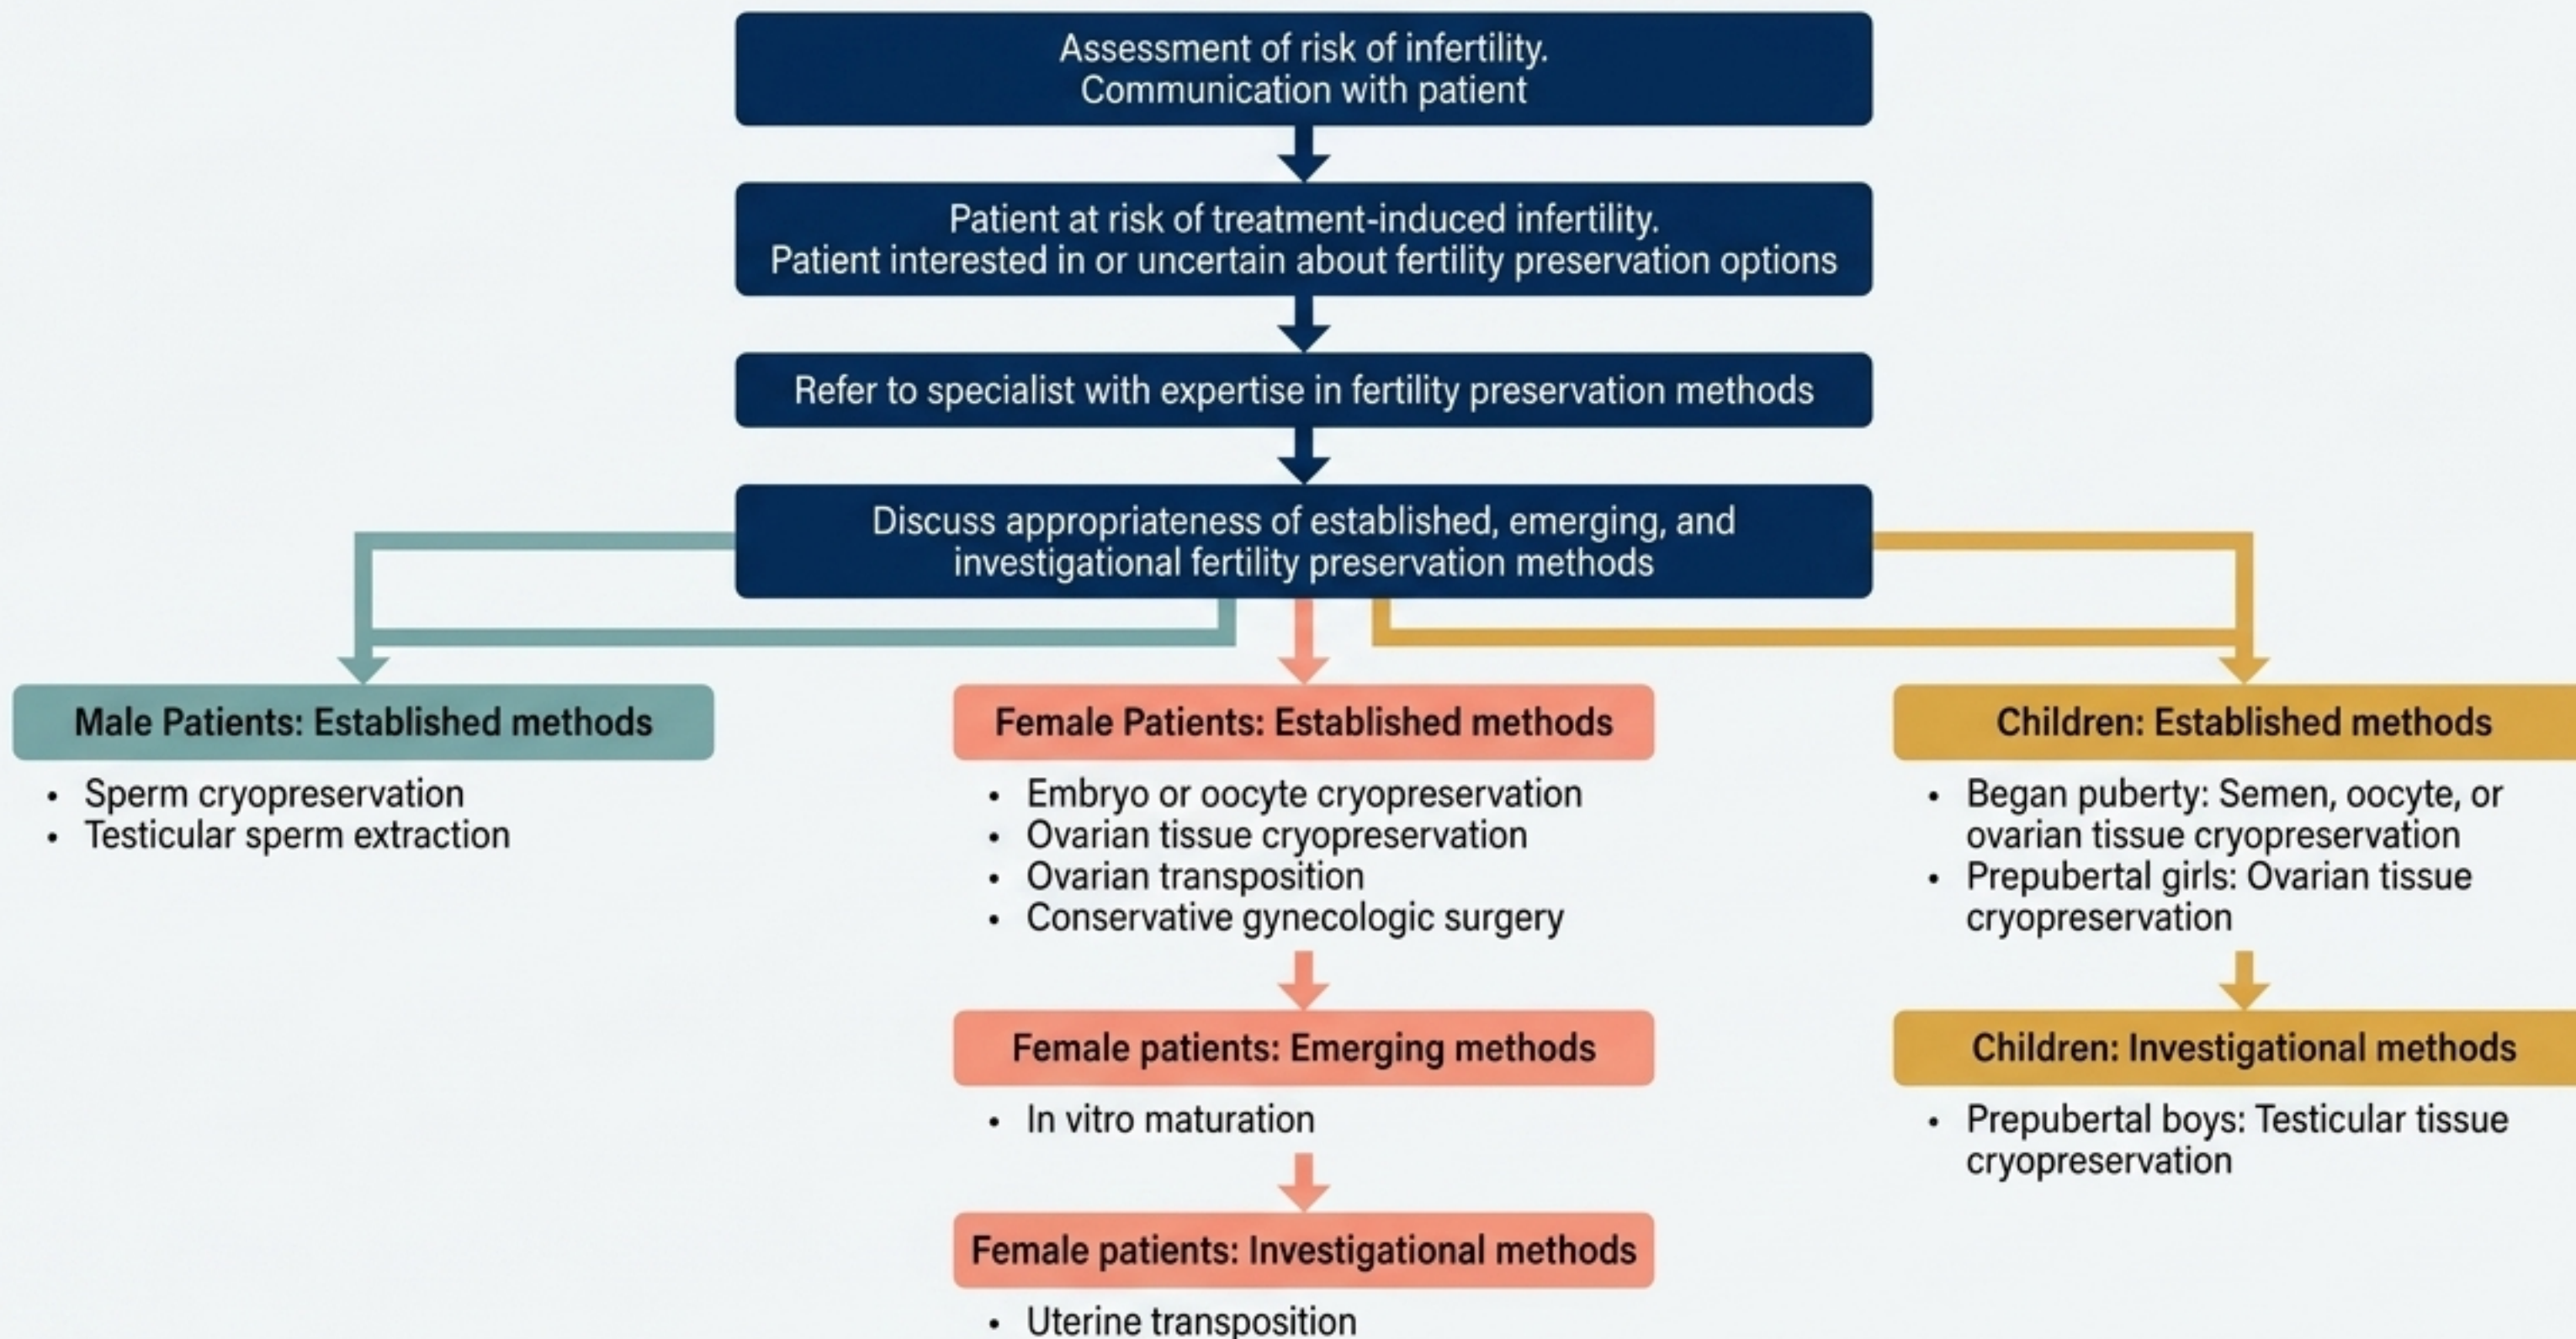 Assessment of risk of infertility.
Communication with patient
Patient at risk of treatment-induced infertility.
Patient interested in or uncertain about fertility preservation options
Refer to specialist with expertise in fertility preservation methods
Discuss appropriateness of established, emerging, and
investigational fertility preservation methods
Male Patients: Established methods
• Sperm cryopreservation
• Testicular sperm extraction
Female Patients: Established methods
• Embryo or oocyte cryopreservation
• Ovarian tissue cryopreservation
• Ovarian transposition
• Conservative gynecologic surgery
Female patients: Emerging methods
• In vitro maturation
Female patients: Investigational methods
• Uterine transposition
Children: Established methods
• Began puberty: Semen, oocyte, or
ovarian tissue cryopreservation
• Prepubertal girls: Ovarian tissue
cryopreservation
Children: Investigational methods
• Prepubertal boys: Testicular tissue
cryopreservation